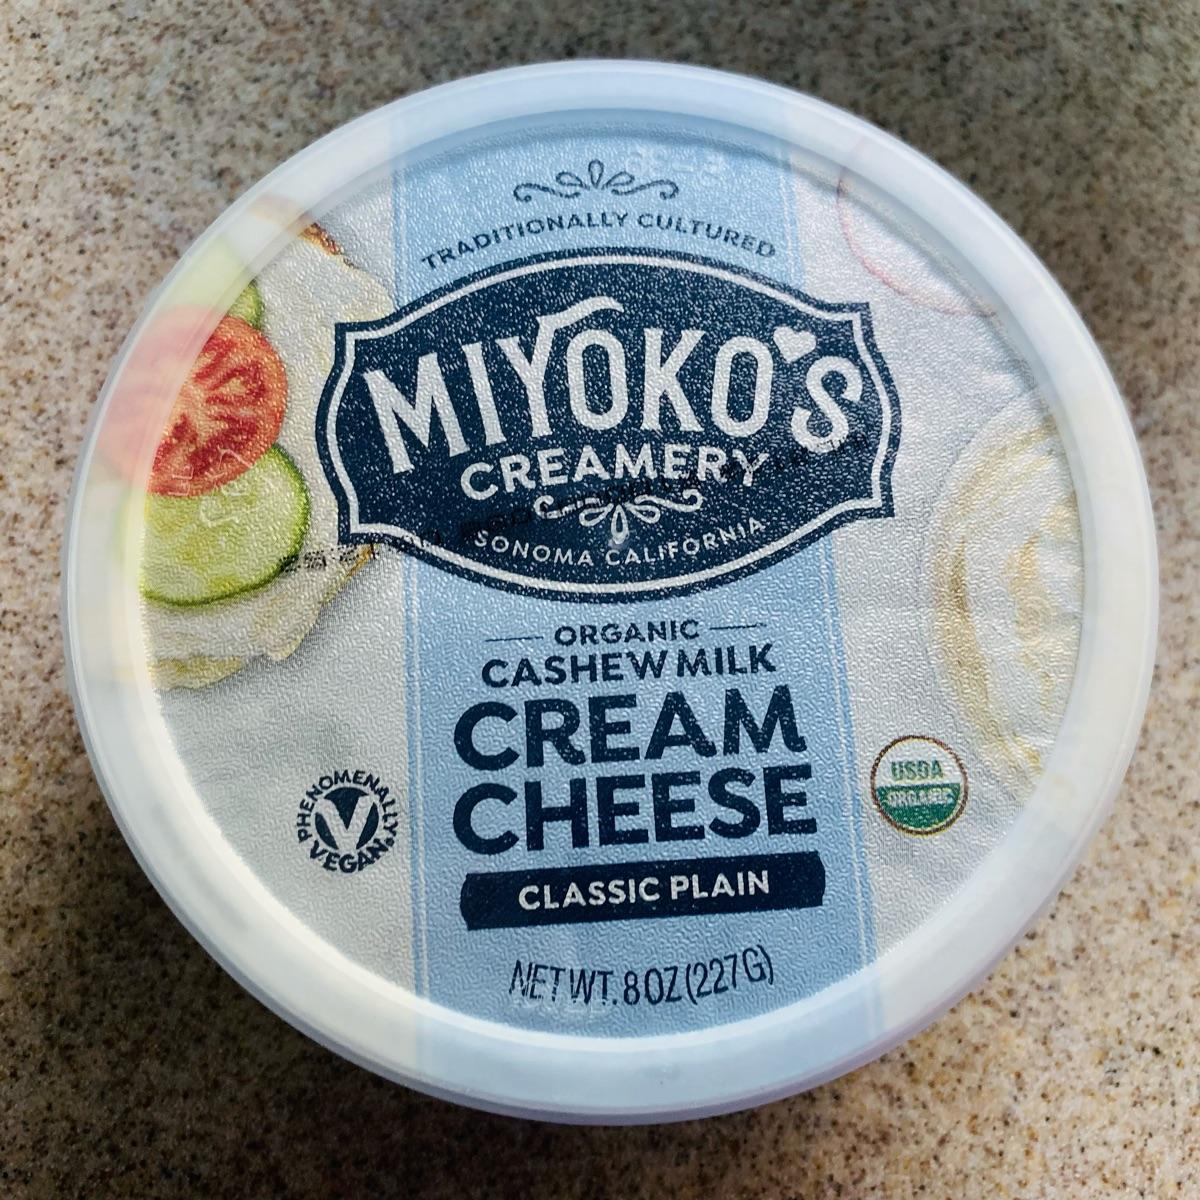 TRADITIONALLY CULTURED
MIYOKO'S
CREAMERY
SONOMA CALIFORNIA
ORGANIC
CASHEW MILK
CREAM
CHEESE
CLASSIC PLAIN
NET WT. 8 OZ (227G)
PHENOMENALLY VEGAN
V
USDA
ORGANIC